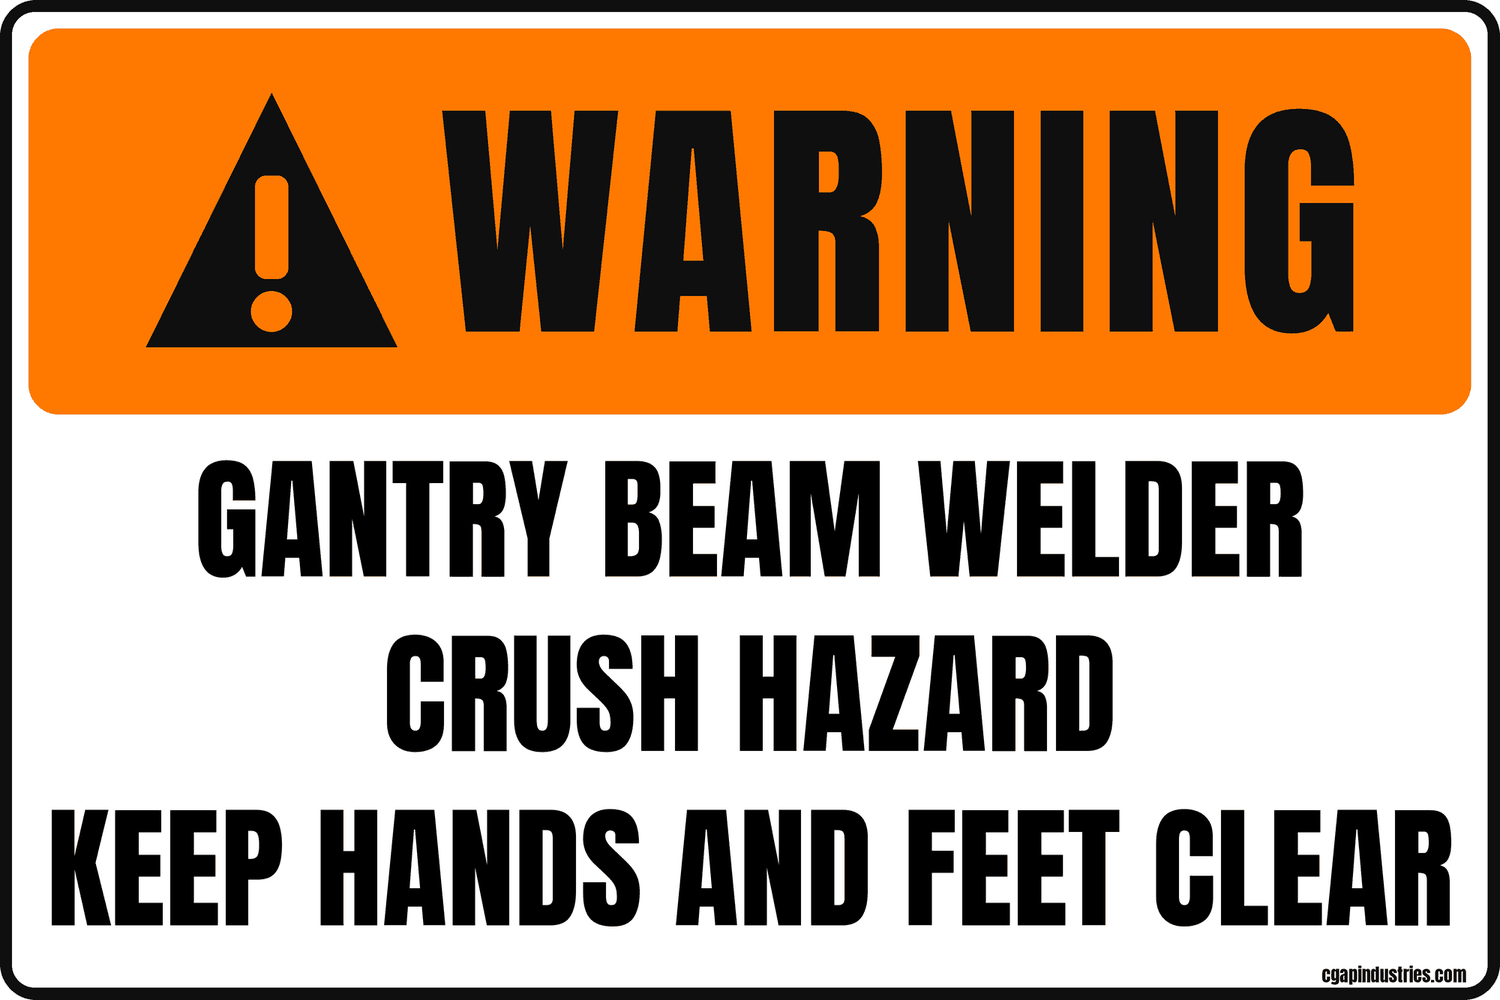 WARNING
GANTRY BEAM WELDER
CRUSH HAZARD
KEEP HANDS AND FEET CLEAR
cgapindustries.com